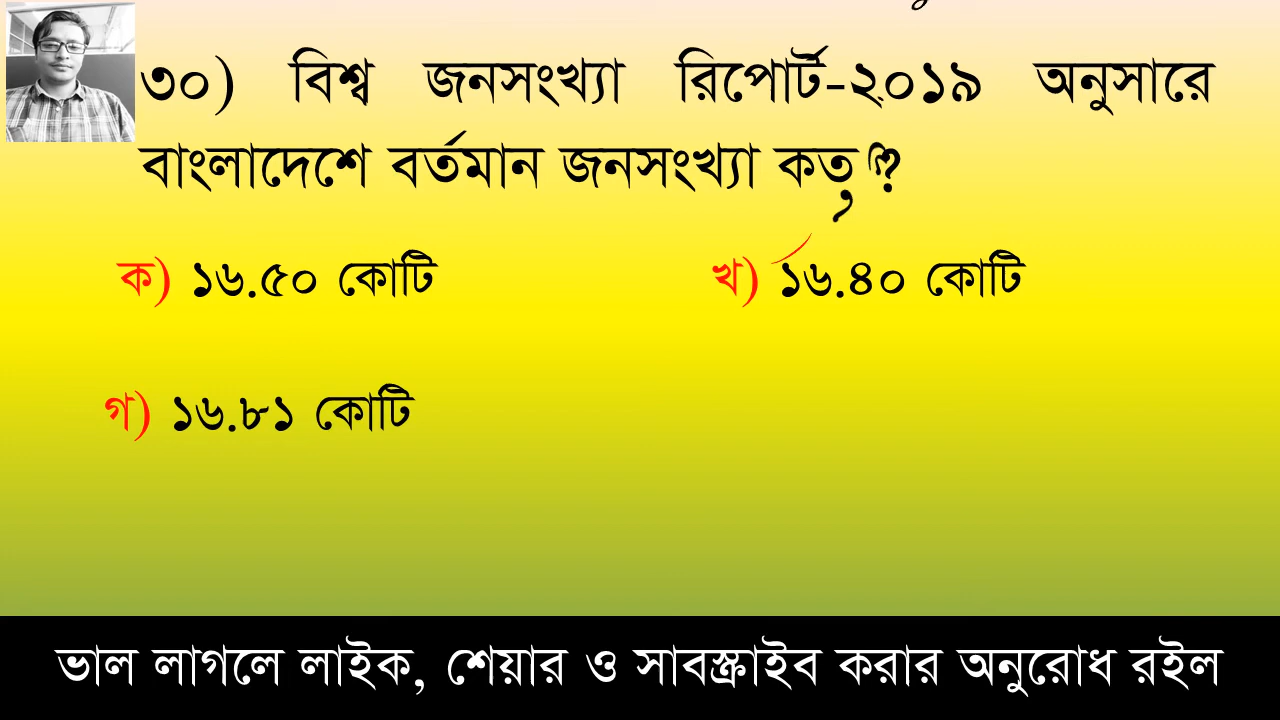 ৩০) বিশ্ব জনসংখ্যা রিপোর্ট-২০১৯ অনুসারে
বাংলাদেশে বর্তমান জনসংখ্যা কত ?
ক) ১৬.৫০ কোটি খ) ১৬.৪০ কোটি
গ) ১৬.৮১ কোটি
ভাল লাগলে লাইক, শেয়ার ও সাবস্ক্রাইব করার অনুরোধ রইল